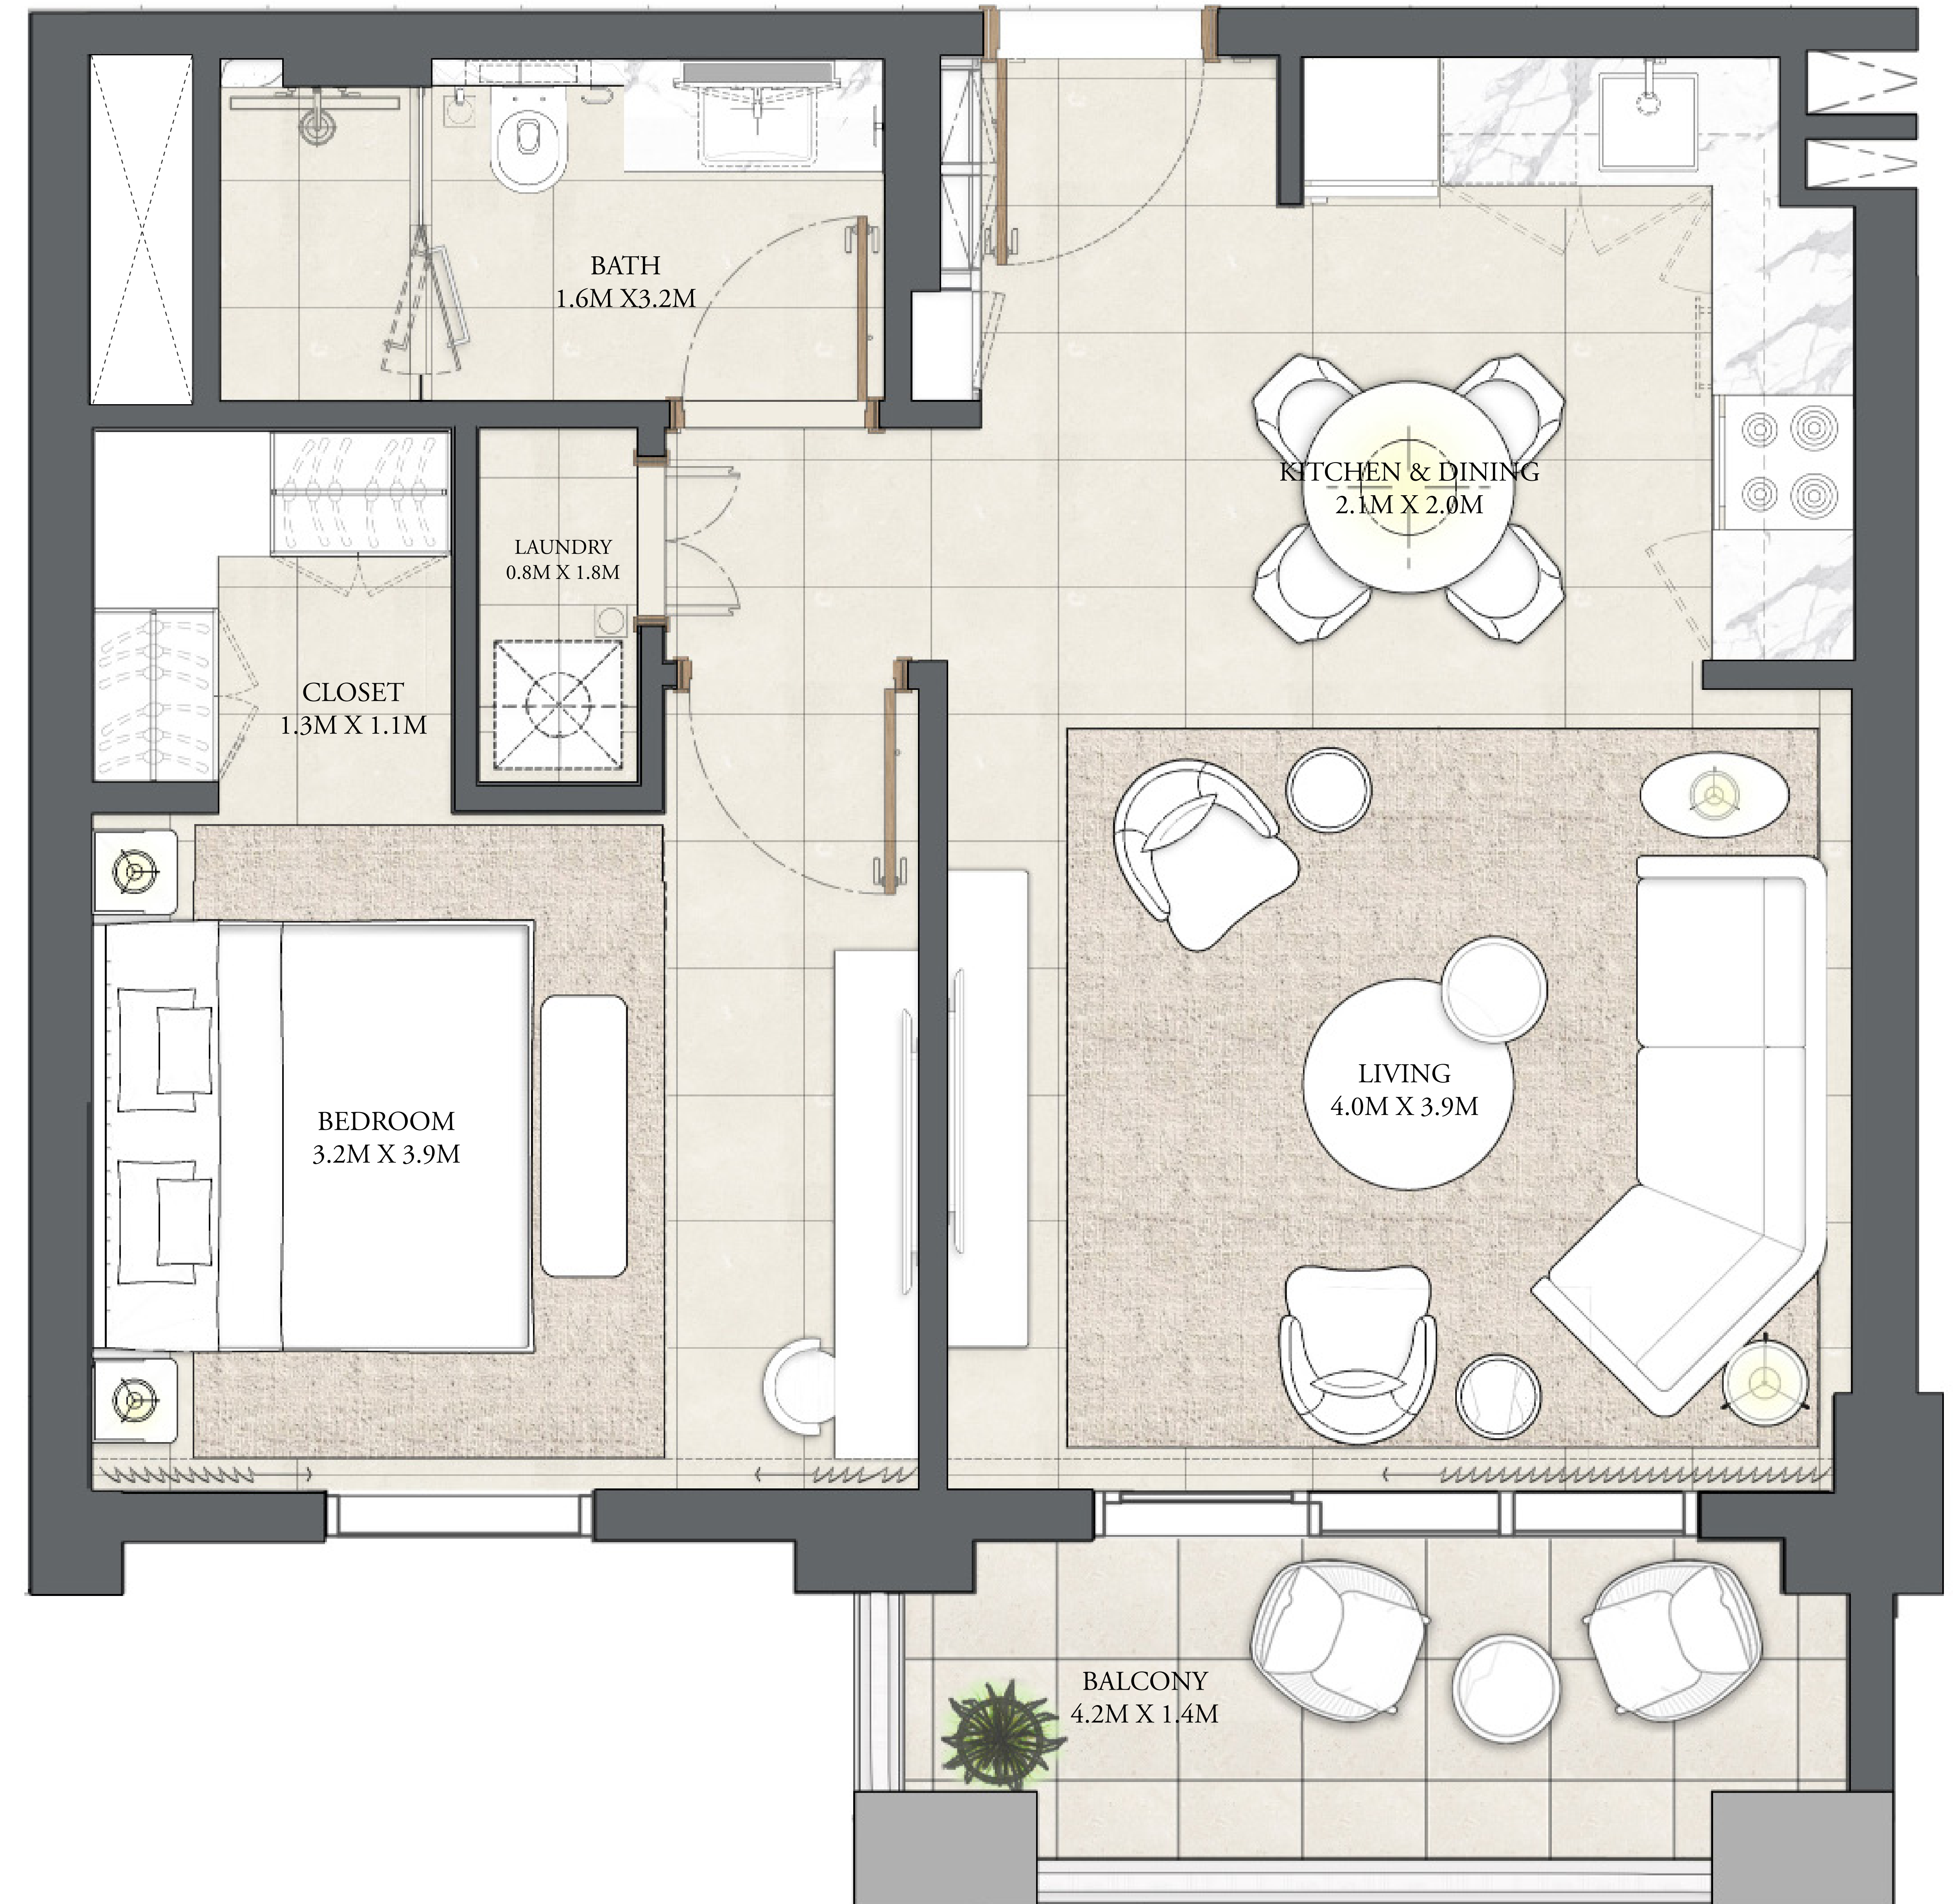 BATH
1.6M X3.2M
KITCHEN & DINING
2.1M X 2.0M
LAUNDRY
0.8M X 1.8M
CLOSET
1.3M X 1.1M
BEDROOM
3.2M X 3.9M
LIVING
4.0M X 3.9M
BALCONY
4.2M X 1.4M